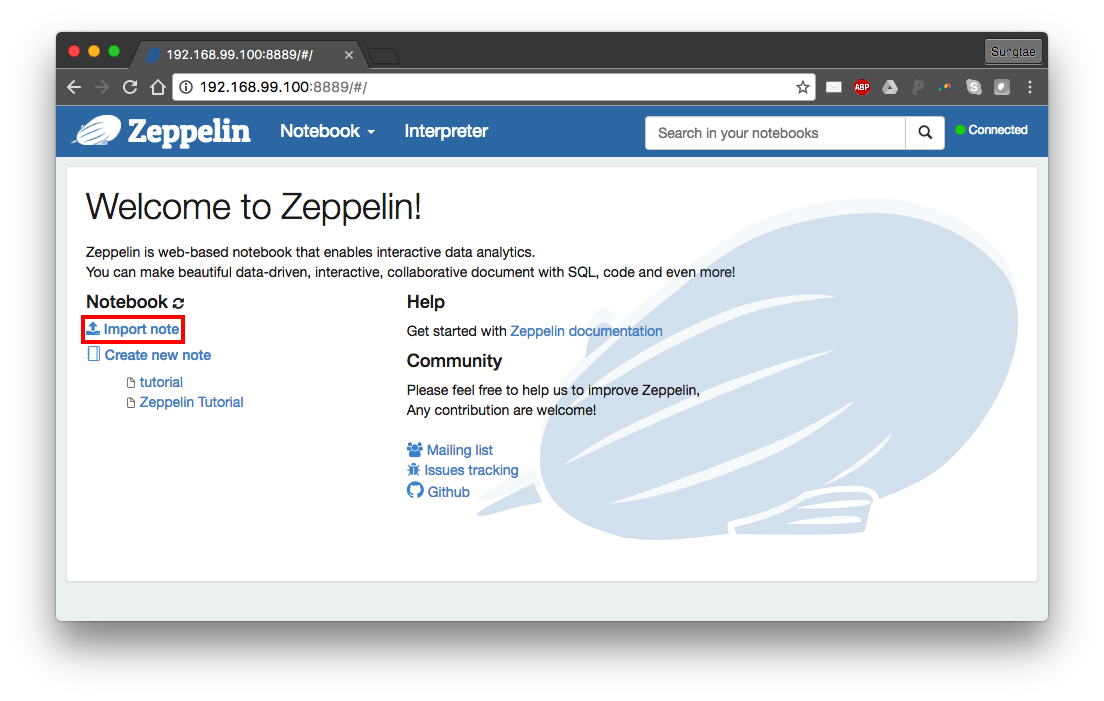 192.168.99.100:8889/#/
Sungtae
192.168.99.100:8889/#/
ABP
Zeppelin
Notebook
Interpreter
Search in your notebooks
Connected
Welcome to Zeppelin!
Zeppelin is web-based notebook that enables interactive data analytics.
You can make beautiful data-driven, interactive, collaborative document with SQL, code and even more!
Notebook
Import note
Create new note
tutorial
Zeppelin Tutorial
Help
Get started with Zeppelin documentation
Community
Please feel free to help us to improve Zeppelin,
Any contribution are welcome!
Mailing list
Issues tracking
Github